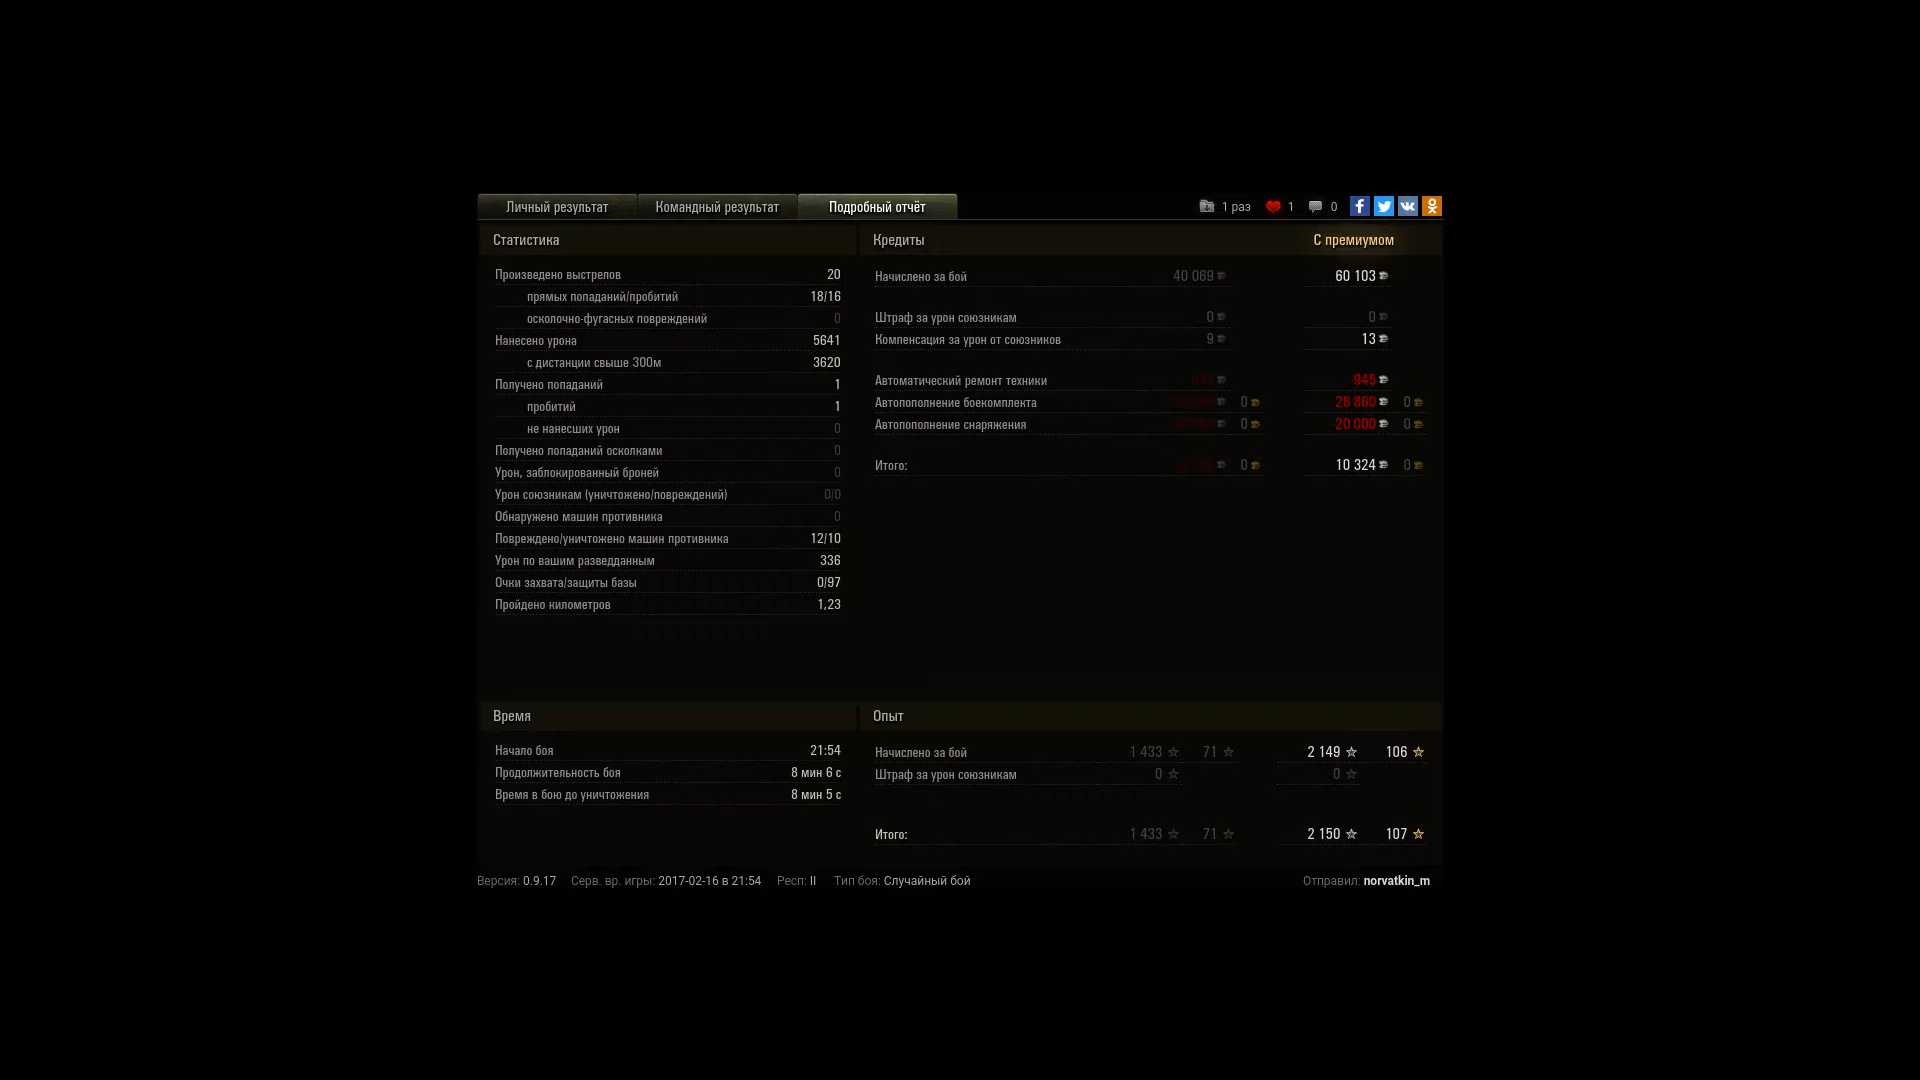 Личный результат Командный результат Подробный отчёт 1 раз 1 0
Статистика
Произведено выстрелов 20
прямых попаданий/пробитий 18/16
осколочно-фугасных повреждений 0
Нанесено урона 5641
с дистанции свыше 300м 3620
Получено попаданий 1
пробитий 1
не нанесших урон 0
Получено попаданий осколками 0
Урон, заблокированный броней 0
Урон союзникам (уничтожено/повреждений) 0/0
Обнаружено машин противника 0
Повреждено/уничтожено машин противника 12/10
Урон по вашим разведданным 336
Очки захвата/защиты базы 0/97
Пройдено километров 1,23
Кредиты С премиумом
Начислено за бой 40 069 60 103
Штраф за урон союзникам 0 0
Компенсация за урон от союзников 9 13
Автоматический ремонт техники
Автопополнение боекомплекта 0 0
Автопополнение снаряжения 0 -20 000 0
Итого: 0 10 324 0
Время
Начало боя 21:54
Продолжительность боя 8 мин 6 с
Время в бою до уничтожения 8 мин 5 с
Опыт
Начислено за бой 1 433 71 2 149 106
Штраф за урон союзникам 0 0
Итого: 1 433 71 2 150 107
Версия: 0.9.17 Серв. вр. игры: 2017-02-16 в 21:54 Респ: II Тип боя: Случайный бой Отправил: norvatkin_m